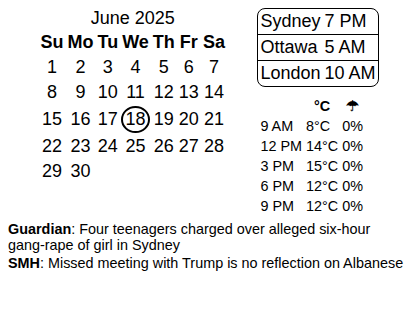 June 2025
Su Mo Tu We Th Fr Sa
1 2 3 4 5 6 7
8 9 10 11 12 13 14
15 16 17 18 19 20 21
22 23 24 25 26 27 28
29 30
Sydney 7 PM
Ottawa 5 AM
London 10 AM
°C ☂
9 AM 8°C 0%
12 PM 14°C 0%
3 PM 15°C 0%
6 PM 12°C 0%
9 PM 12°C 0%
Guardian: Four teenagers charged over alleged six-hour
gang-rape of girl in Sydney
SMH: Missed meeting with Trump is no reflection on Albanese